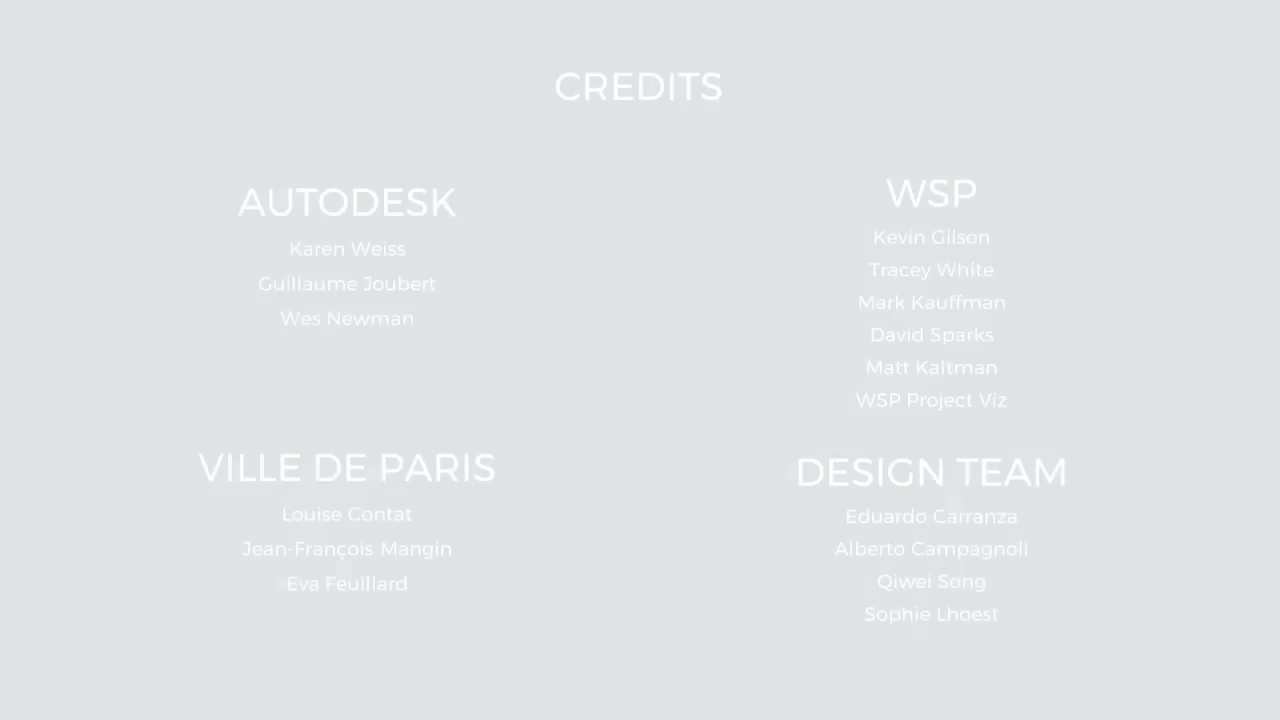 CREDITS
AUTODESK
Karen Weiss
Guillaume Joubert
Wes Newman
WSP
Kevin Gilson
Tracey White
Mark Kauffman
David Sparks
Matt Kaltman
WSP Project Viz
VILLE DE PARIS
Louise Contat
Jean-François Mangin
Eva Feuillard
DESIGN TEAM
Eduardo Carranza
Alberto Campagnoli
Qiwei Song
Sophie Lhoest